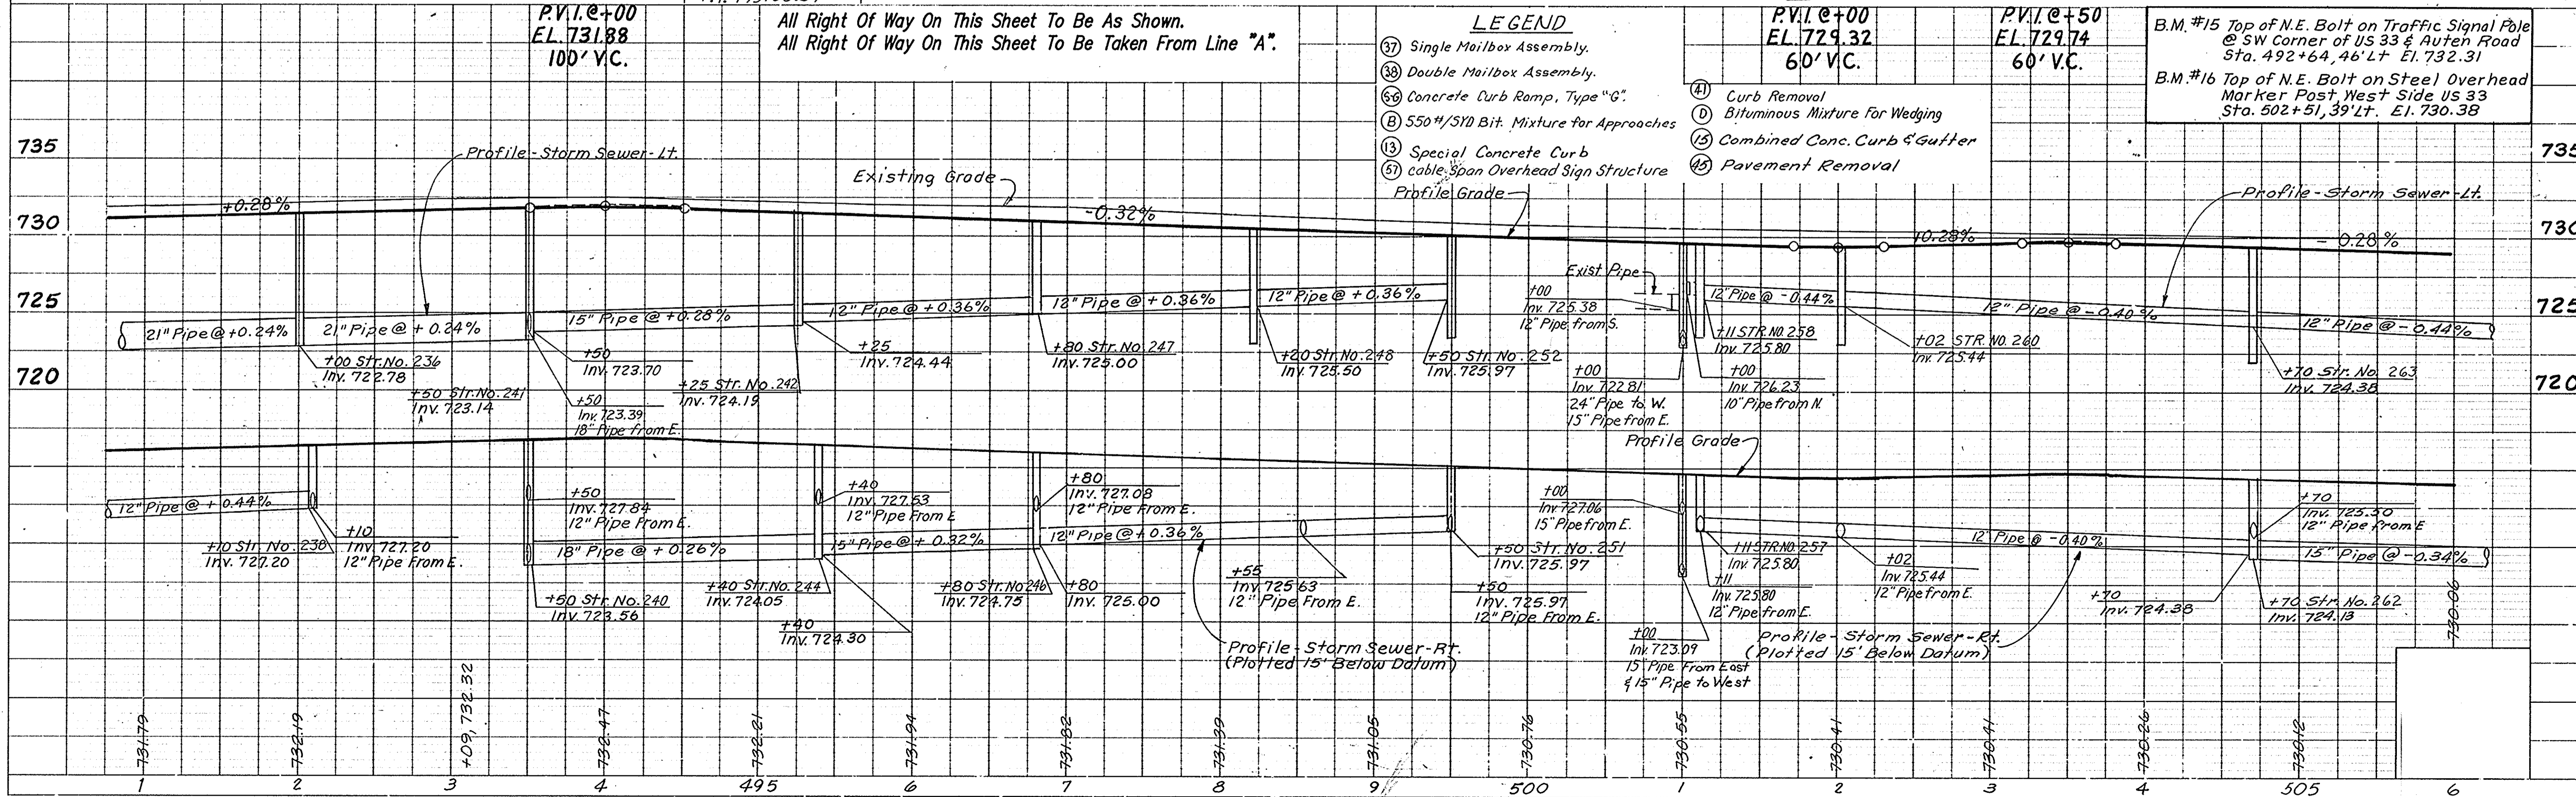 P.V.I. @+00
EL. 731.88
100' V.C.
All Right Of Way On This Sheet To Be As Shown.
All Right Of Way On This Sheet To Be Taken From Line "A".
LEGEND
37 Single Mailbox Assembly.
38 Double Mailbox Assembly.
Concrete Curb Ramp, Type "G".
B 550#/SYD Bit. Mixture for Approaches
13 Special Concrete Curb
57 cable Span Overhead Sign Structure
41 Curb Removal
D Bituminous Mixture For Wedging
15 Combined Conc. Curb & Gutter
45 Pavement Removal
P.V.I. @+00
EL. 729.32
60' V.C.
P.V.I. @+50
EL. 729.74
60' V.C.
B.M. #15 Top of N.E. Bolt on Traffic Signal Pole
@ SW Corner of US 33 & Auten Road
Sta. 492+64, 46' Lt El. 732.31
B.M. #16 Top of N.E. Bolt on Steel Overhead
Marker Post, West Side US 33
Sta. 502+51, 39' Lt. El. 730.38
735
735
730
730
725
725
720
720
Profile-Storm Sewer-Lt.
Existing Grade
Profile Grade
Profile-Storm Sewer-Lt.
+0.28%
-0.32%
+0.28%
- 0.28%
21" Pipe @ +0.24%
21" Pipe @ + 0.24%
15" Pipe @ +0.28%
12" Pipe @ +0.36%
12" Pipe @ + 0.36%
12" Pipe @ + 0.36%
Exist Pipe
12" Pipe @ -0.44%
12" Pipe @ -0.40%
12" Pipe @ -0.44%
+00 Str. No. 236
Inv. 722.78
+50 Str. No. 241
Inv. 723.14
+50
Inv. 723.70
+50
Inv. 723.39
18" Pipe from E.
+25 Str. No. 242
Inv. 724.19
+25
Inv. 724.44
+80 Str. No. 247
Inv. 725.00
+20 Str. No. 248
Inv. 725.50
+50 Str. No. 252
Inv. 725.97
+00
Inv. 725.38
12" Pipe from S.
+00
Inv. 722.81
24" Pipe to W.
15" Pipe from E.
+11 STR. NO. 258
Inv. 725.80
+00
Inv. 726.23
10" Pipe from N.
+02 STR. NO. 260
Inv. 725.44
+70 Str. No. 263
Inv. 724.38
Profile Grade
12" Pipe @ + 0.44%
+10 Str. No. 238
Inv. 727.20
+10
Inv. 727.20
12" Pipe From E.
+50
Inv. 727.84
12" Pipe From E.
18" Pipe @ + 0.26%
+50 Str. No. 240
Inv. 723.56
+40
Inv. 727.53
12" Pipe From E
15" Pipe @ + 0.32%
+40 Str. No. 244
Inv. 724.05
+40
Inv. 724.30
+80
Inv. 727.08
12" Pipe From E.
12" Pipe @ + 0.36%
+80 Str. No 246
Inv. 724.75
+80
Inv. 725.00
+55
Inv. 725.63
12" Pipe From E.
+50 Str. No. 251
Inv. 725.97
+50
Inv. 725.97
12" Pipe From E.
Profile-Storm Sewer-Rt.
(Plotted 15' Below Datum)
+00
Inv. 727.06
15" Pipe from E.
+11 STR. NO. 257
Inv. 725.80
+11
Inv. 725.80
12" Pipe from E.
+00
Inv. 723.09
15" Pipe From East
& 15" Pipe to West
12" Pipe @ -0.40%
+02
Inv. 725.44
12" Pipe from E.
Profile-Storm Sewer-Rt.
(Plotted 15' Below Datum)
+70
Inv. 724.38
+70
Inv. 725.50
12" Pipe from E
15" Pipe @ -0.34%
+70 Str. No. 262
Inv. 724.13
731.79
732.19
+09, 732.32
732.47
732.21
731.94
731.82
731.39
731.05
730.76
730.55
730.41
730.41
730.26
730.12
730.06
1 2 3 4 495 6 7 8 9 500 1 2 3 4 505 6